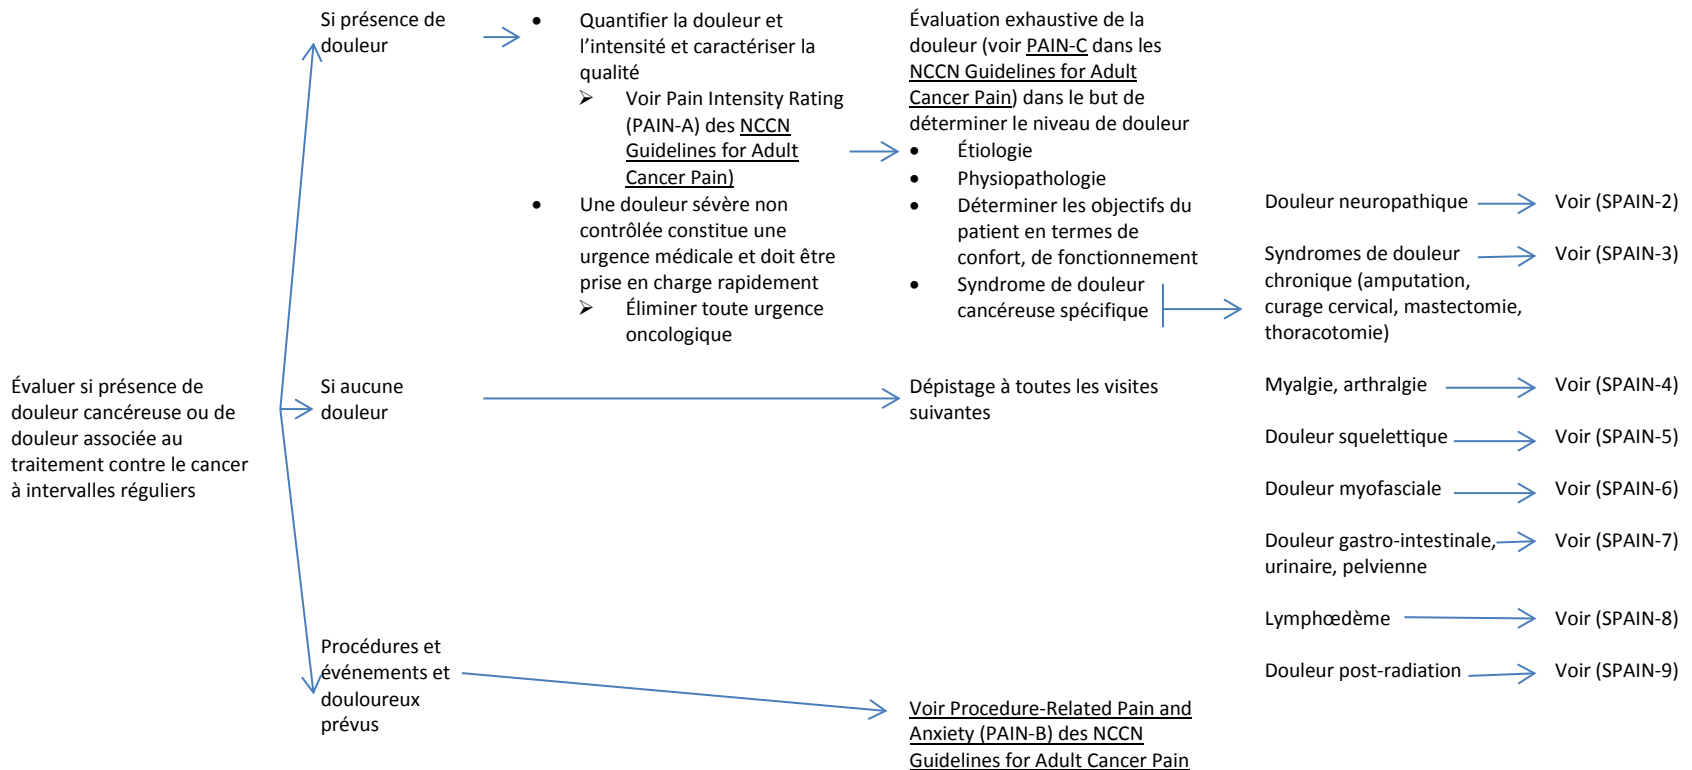 Évaluer si présence de
douleur cancéreuse ou de
douleur associée au
traitement contre le cancer
à intervalles réguliers
Si présence de
douleur
• Quantifier la douleur et
l’intensité et caractériser la
qualité
➢ Voir Pain Intensity Rating
(PAIN-A) des NCCN
Guidelines for Adult
Cancer Pain)
• Une douleur sévère non
contrôlée constitue une
urgence médicale et doit être
prise en charge rapidement
➢ Éliminer toute urgence
oncologique
Évaluation exhaustive de la
douleur (voir PAIN-C dans les
NCCN Guidelines for Adult
Cancer Pain) dans le but de
déterminer le niveau de douleur
• Étiologie
• Physiopathologie
• Déterminer les objectifs du
patient en termes de
confort, de fonctionnement
• Syndrome de douleur
cancéreuse spécifique
Douleur neuropathique
Voir (SPAIN-2)
Syndromes de douleur
chronique (amputation,
curage cervical, mastectomie,
thoracotomie)
Voir (SPAIN-3)
Myalgie, arthralgie
Voir (SPAIN-4)
Douleur squelettique
Voir (SPAIN-5)
Douleur myofasciale
Voir (SPAIN-6)
Douleur gastro-intestinale,
urinaire, pelvienne
Voir (SPAIN-7)
Lymphœdème
Voir (SPAIN-8)
Douleur post-radiation
Voir (SPAIN-9)
Si aucune
douleur
Dépistage à toutes les visites
suivantes
Procédures et
événements et
douloureux
prévus
Voir Procedure-Related Pain and
Anxiety (PAIN-B) des NCCN
Guidelines for Adult Cancer Pain